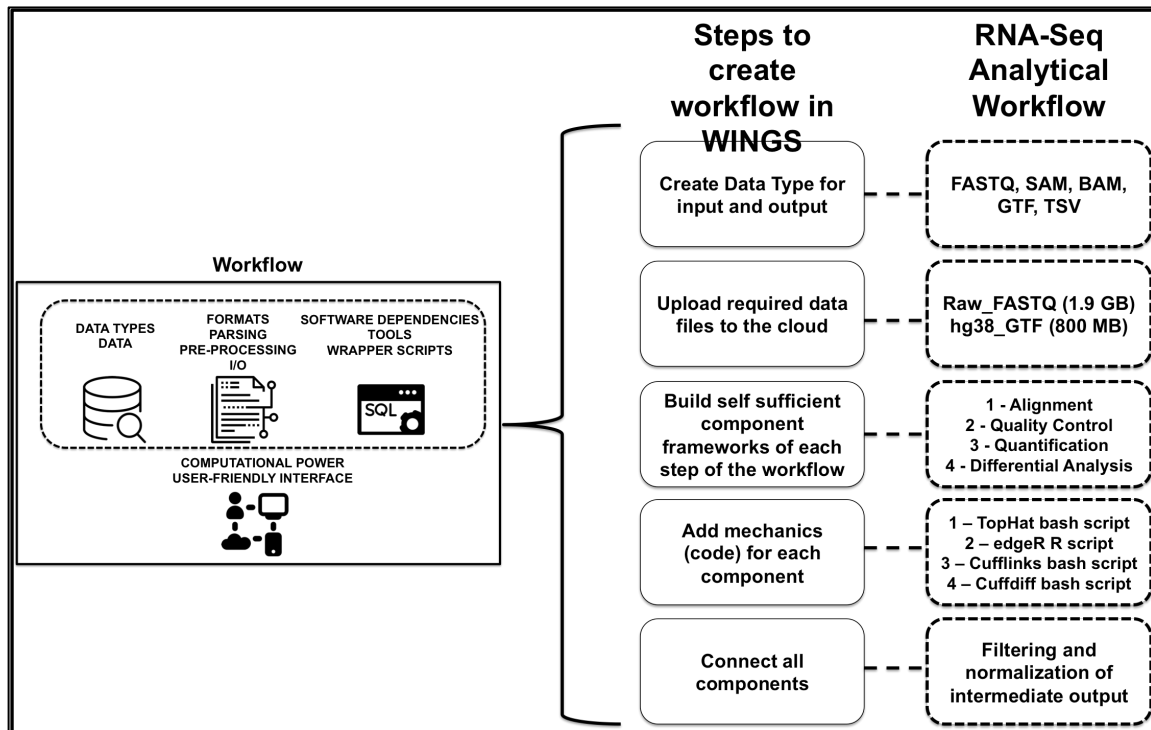 Steps to
create
workflow in
WINGS
RNA-Seq
Analytical
Workflow
Workflow
DATA TYPES
DATA
FORMATS
PARSING
PRE-PROCESSING
I/O
SOFTWARE DEPENDENCIES
TOOLS
WRAPPER SCRIPTS
SQL
COMPUTATIONAL POWER
USER-FRIENDLY INTERFACE
Create Data Type for
input and output
FASTQ, SAM, BAM,
GTF, TSV
Upload required data
files to the cloud
Raw_FASTQ (1.9 GB)
hg38_GTF (800 MB)
Build self sufficient
component
frameworks of each
step of the workflow
1 - Alignment
2 - Quality Control
3 - Quantification
4 - Differential Analysis
Add mechanics
(code) for each
component
1 – TopHat bash script
2 – edgeR R script
3 – Cufflinks bash script
4 – Cuffdiff bash script
Connect all
components
Filtering and
normalization of
intermediate output